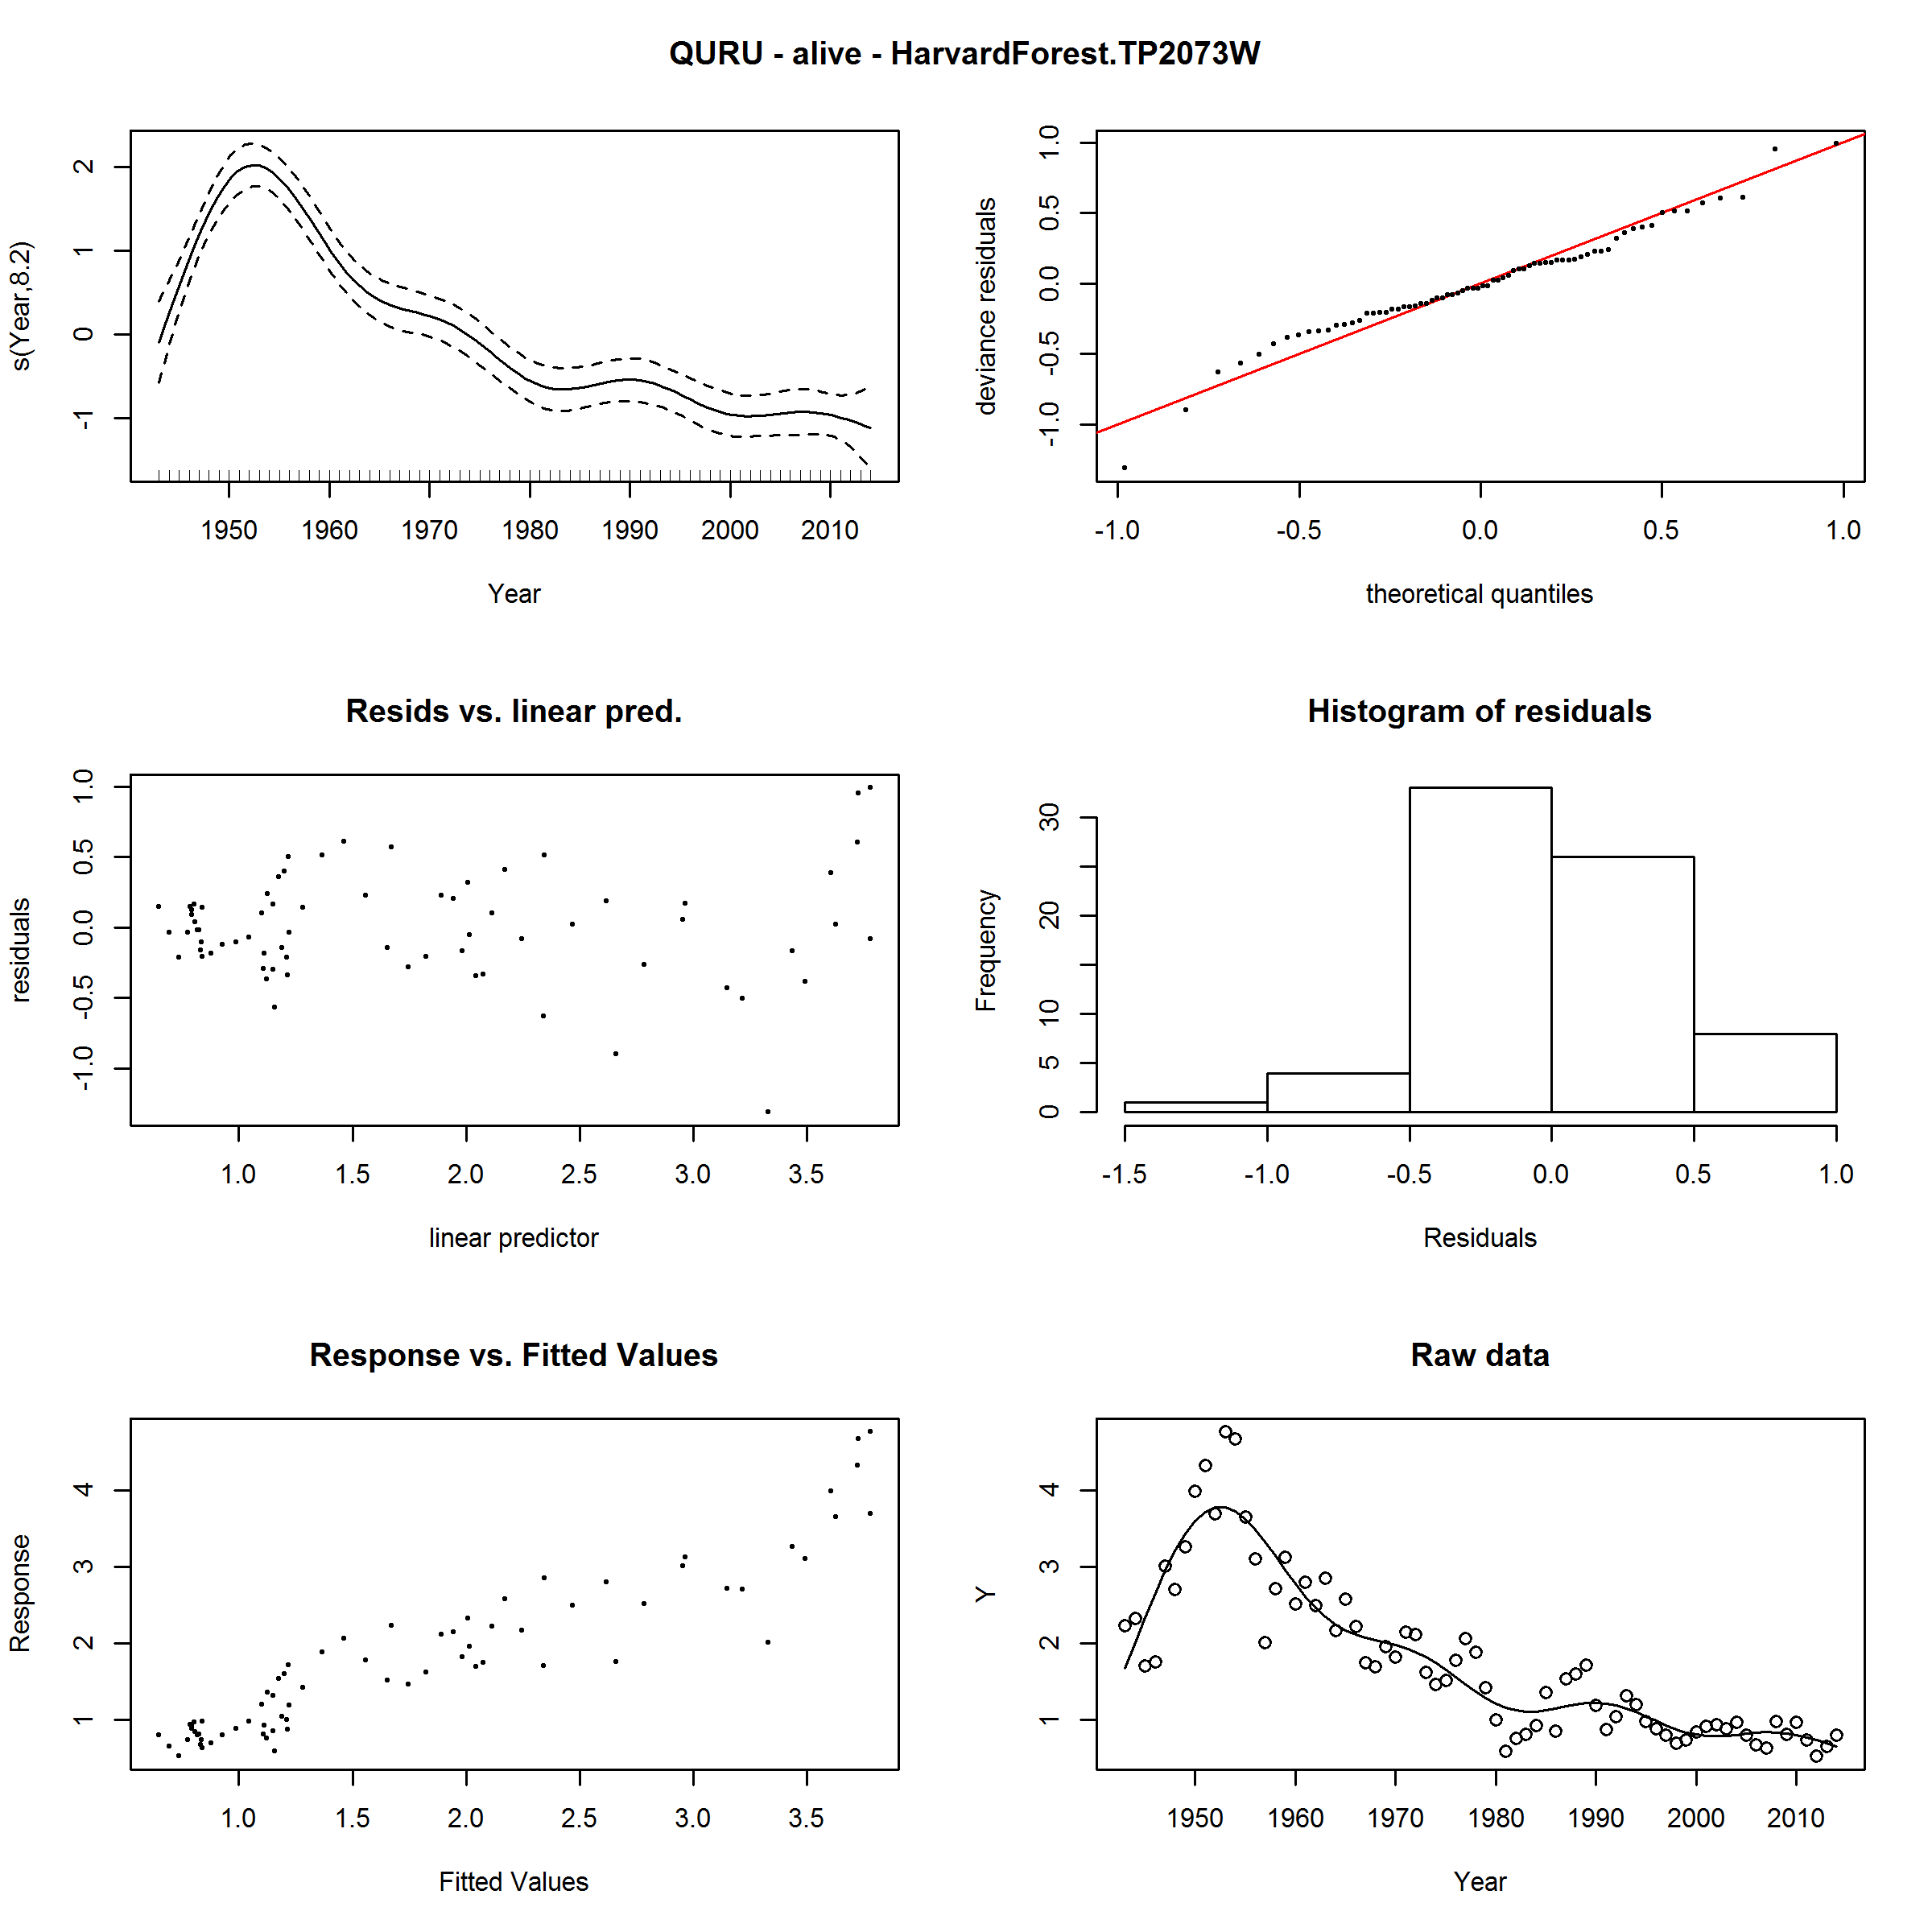 QURU - alive - HarvardForest.TP2073W
s(Year,8.2)
2
1
0
-1
1950 1960 1970 1980 1990 2000 2010
Year
deviance residuals
1.0
0.5
0.0
-0.5
-1.0
-1.0 -0.5 0.0 0.5 1.0
theoretical quantiles
Resids vs. linear pred.
residuals
1.0
0.5
0.0
-0.5
-1.0
1.0 1.5 2.0 2.5 3.0 3.5
linear predictor
Histogram of residuals
Frequency
30
20
10
5
0
-1.5 -1.0 -0.5 0.0 0.5 1.0
Residuals
Response vs. Fitted Values
Response
4
3
2
1
1.0 1.5 2.0 2.5 3.0 3.5
Fitted Values
Raw data
Y
4
3
2
1
1950 1960 1970 1980 1990 2000 2010
Year